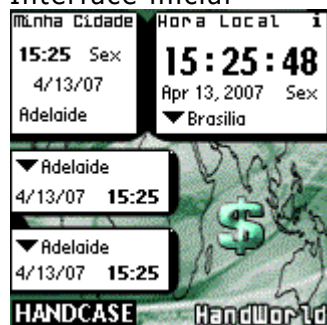 Interface Inicial
Minha Cidade
15:25 Sex
4/13/07
Adelaide
Hora Local i
15:25:48
Apr 13, 2007 Sex
Brasilia
Adelaide
4/13/07 15:25
Adelaide
4/13/07 15:25
$
HANDCASE HandWorld